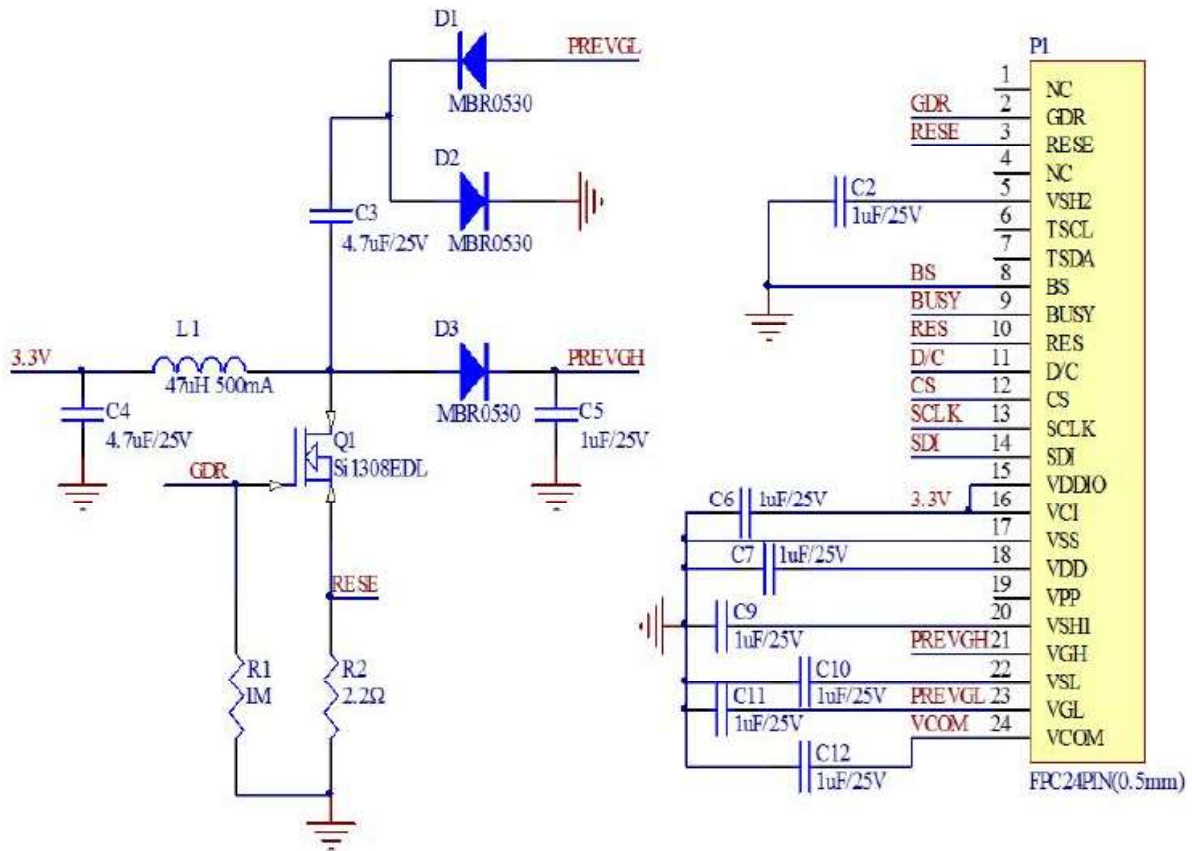 D1
PREVGL
MBR0530
D2
MBR0530
C3
4.7uF/25V
3.3V
L1
47uH 500mA
D3
PREVGH
MBR0530
C4
4.7uF/25V
C5
1uF/25V
GDR
Q1
Si1308EDL
RESE
R1
1M
R2
2.2Ω
P1
1 NC
GDR 2 GDR
RESE 3 RESE
4 NC
C2
1uF/25V
5 VSH2
6 TSCL
7 TSDA
BS 8 BS
BUSY 9 BUSY
RES 10 RES
D/C 11 D/C
CS 12 CS
SCLK 13 SCLK
SDI 14 SDI
15 VDDIO
C6 1uF/25V 3.3V 16 VCI
17 VSS
C7 1uF/25V 18 VDD
19 VPP
C9
1uF/25V
20 VSH1
PREVGH 21 VGH
C10
1uF/25V
22 VSL
C11
1uF/25V
PREVGL 23 VGL
VCOM 24 VCOM
C12
1uF/25V
FPC24PIN(0.5mm)